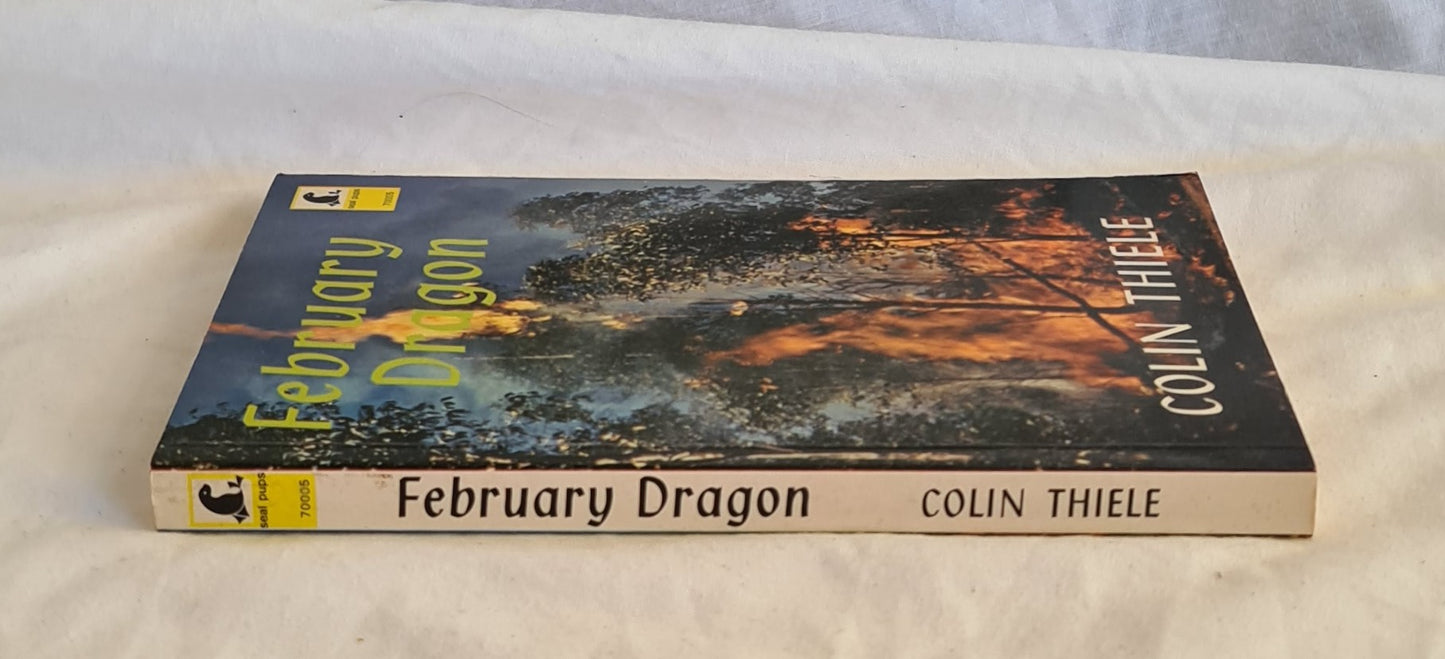 seal pups
70005
February
Dragon
COLIN THIELE
seal pups
70005
February Dragon
COLIN THIELE